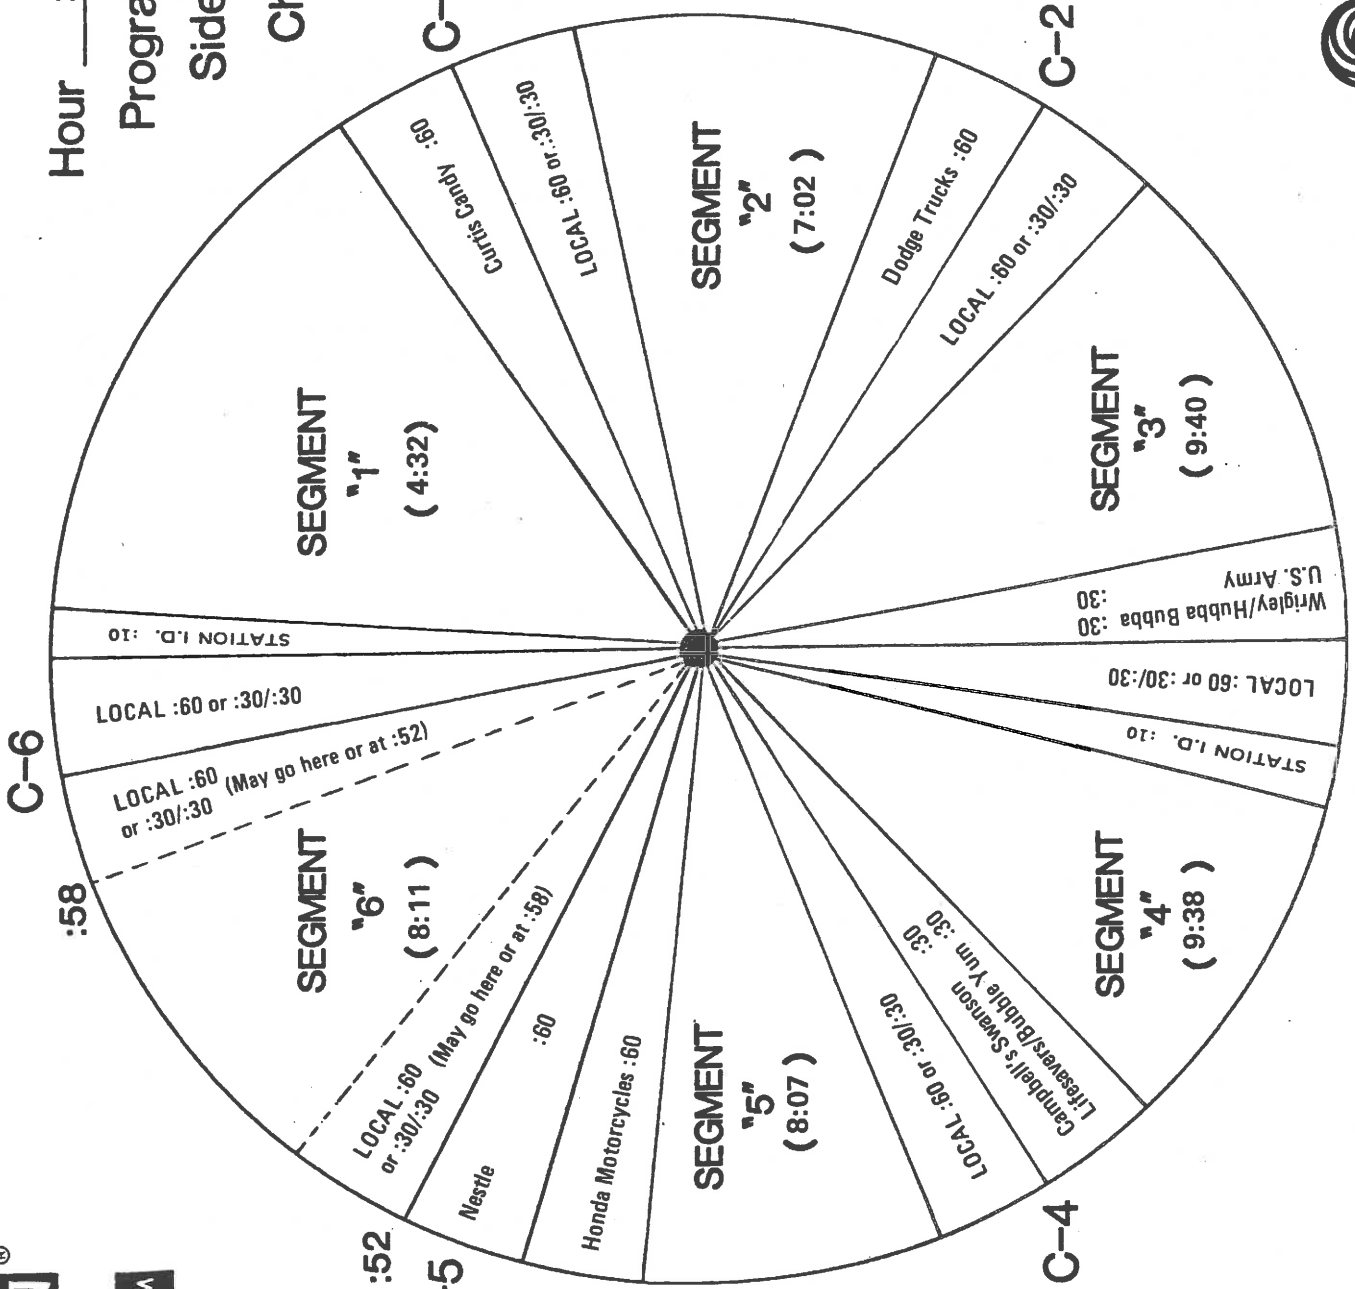 Hour
C-2
SEGMENT
"1"
(4:32)
Curtis Candy :60
LOCAL :60 or :30/:30
SEGMENT
"2"
(7:02)
Dodge Trucks :60
LOCAL :60 or :30/:30
SEGMENT
"3"
(9:40)
U.S. Army :30
Wrigley/Hubba Bubba :30
LOCAL :60 or :30/:30
STATION I.D. :10
SEGMENT
"4"
(9:38)
Lifesavers/Bubble Yum :30
Campbell's Swanson :30
LOCAL :60 or :30/:30
C-4
SEGMENT
"5"
(8:07)
Honda Motorcycles :60
Nestle :60
:52
LOCAL :60
or :30/:30 (May go here or at :58)
SEGMENT
"6"
(8:11)
:58
LOCAL :60
or :30/:30 (May go here or at :52)
C-6
LOCAL :60 or :30/:30
STATION I.D. :10